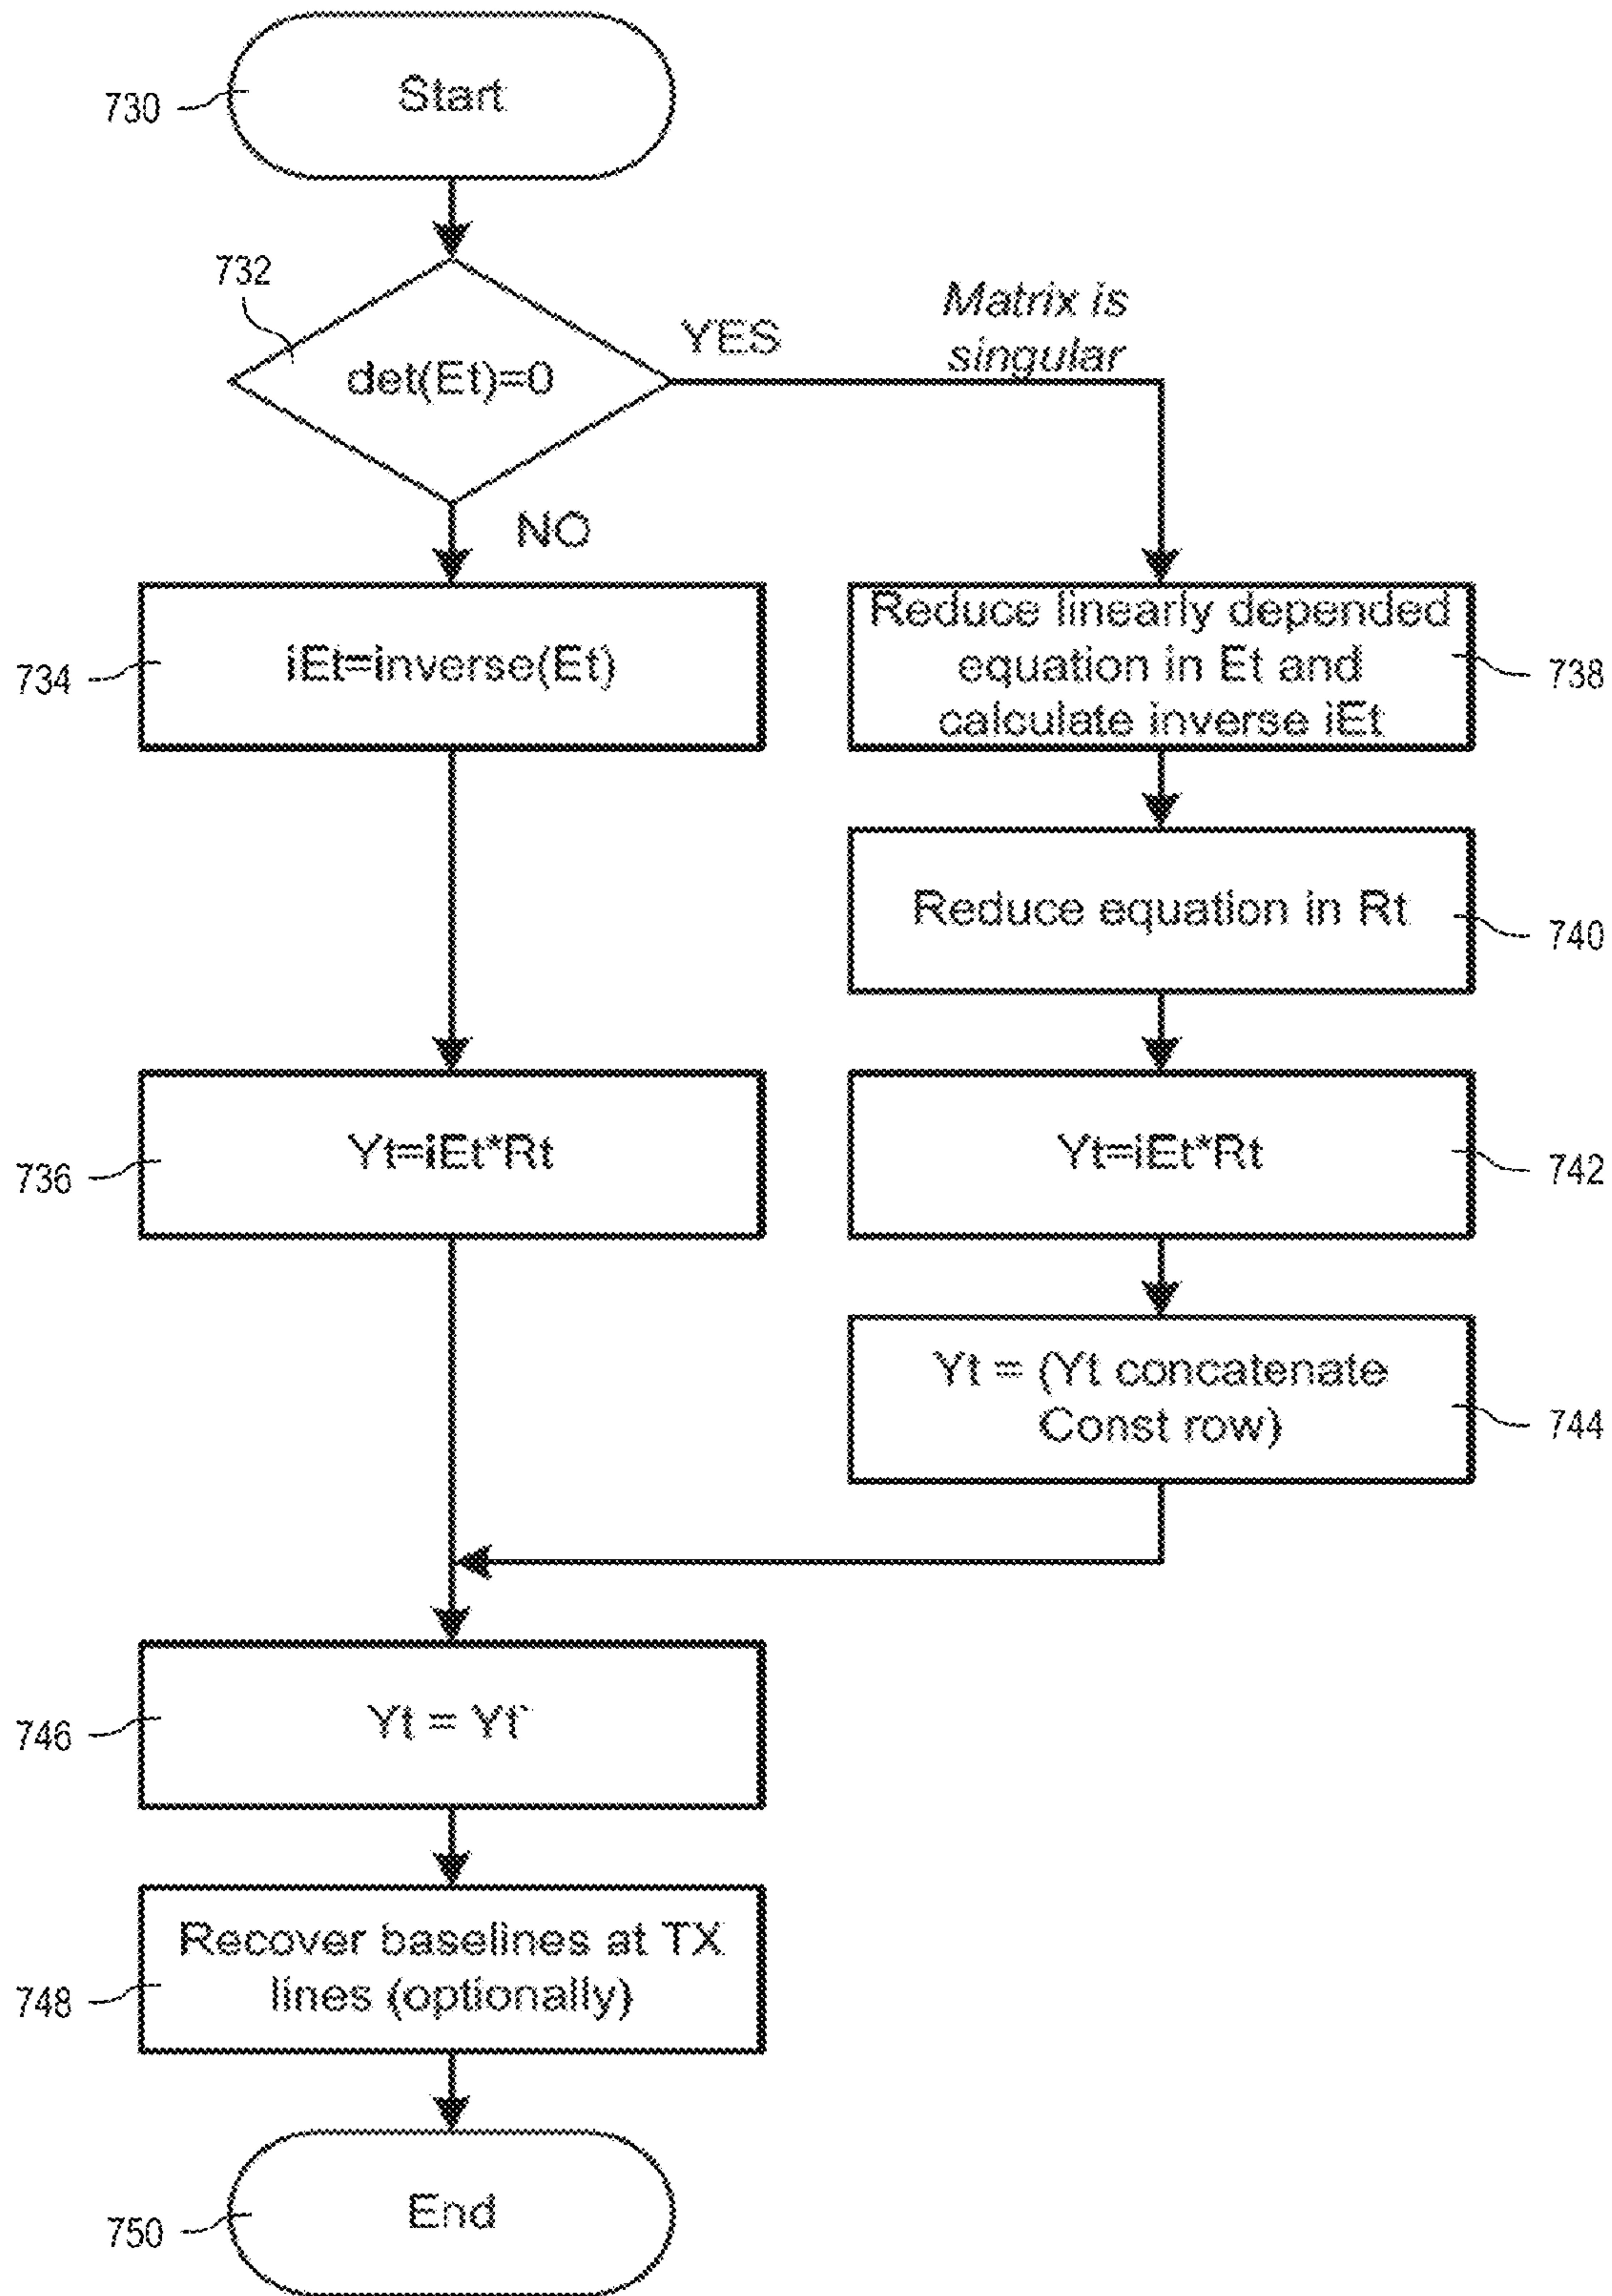 Start
730
732
det(Et)=0
YES
Matrix is
singular
NO
iEt=inverse(Et)
734
Reduce linearly depended
equation in Et and
calculate inverse iEt
738
Reduce equation in Rt
740
Yt=iEt*Rt
736
Yt=iEt*Rt
742
Yt = (Yt concatenate
Const row)
744
Yt = Yt`
746
Recover baselines at TX
lines (optionally)
748
End
750